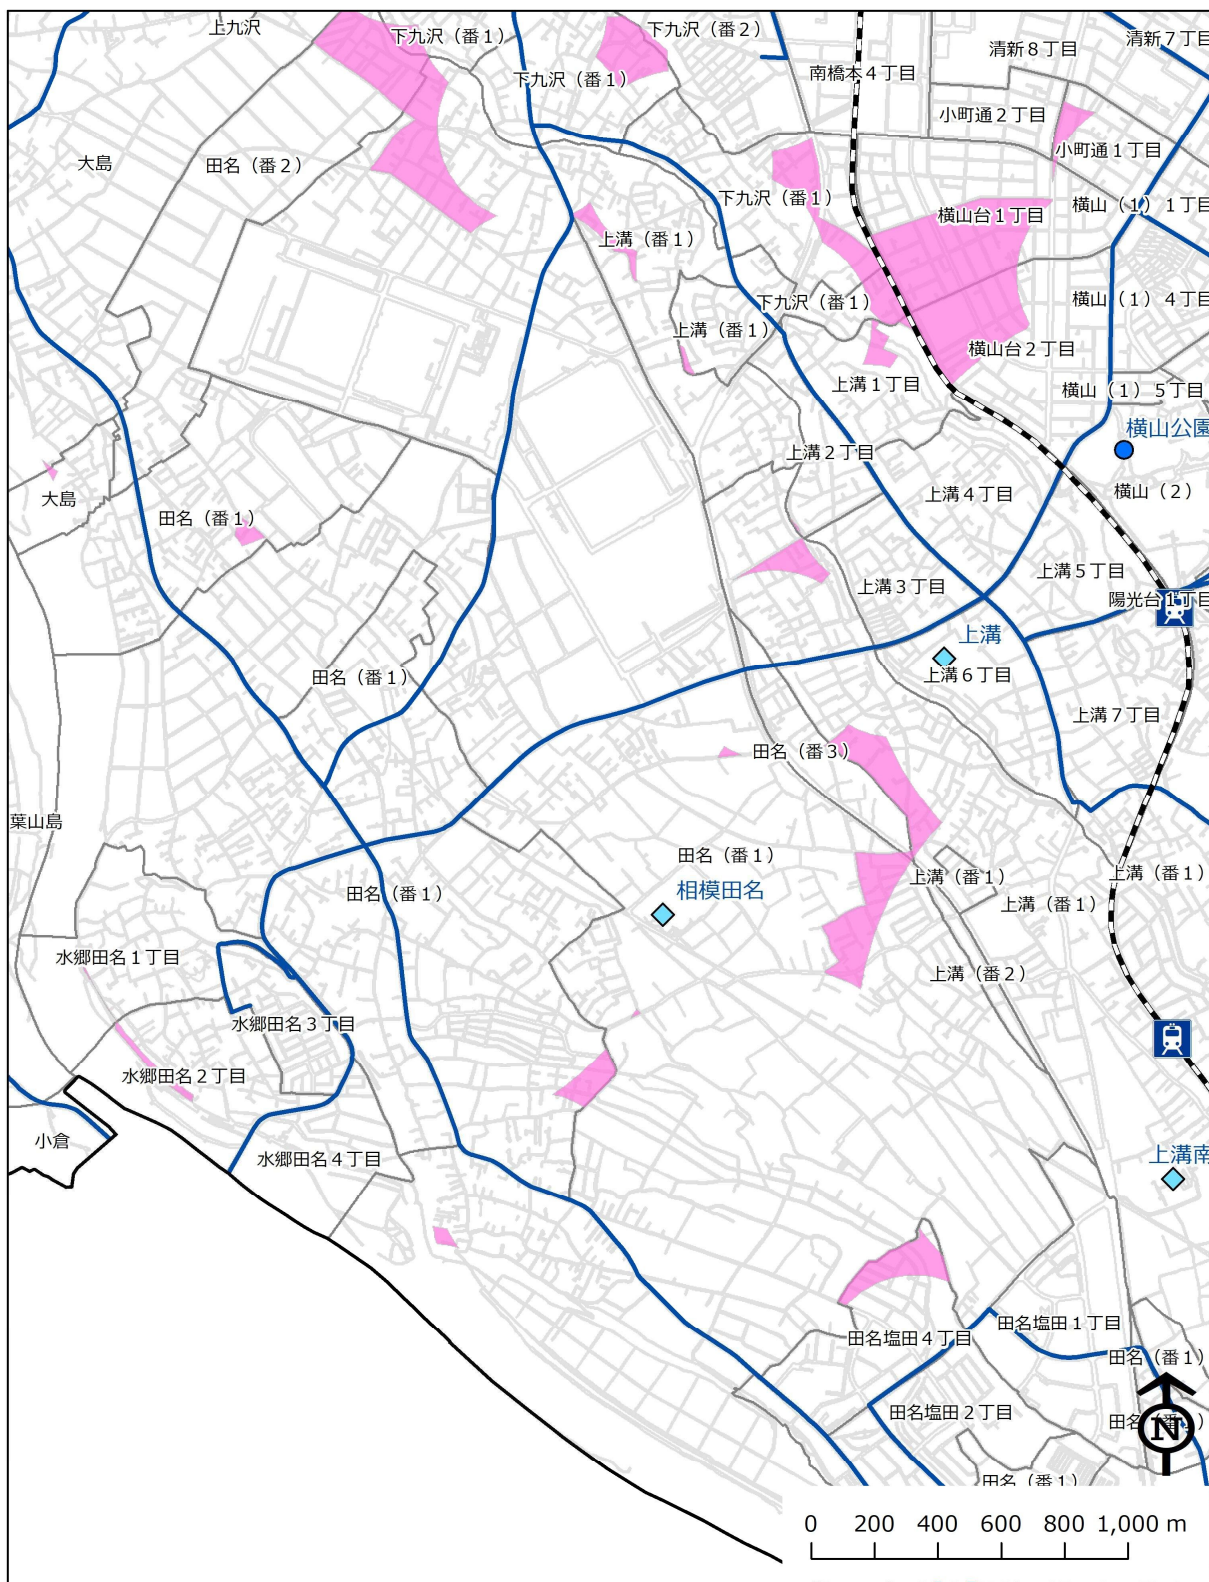 上九沢
下九沢（番１）
下九沢（番２）
清新７丁目
清新８丁目
南橋本４丁目
下九沢（番１）
小町通２丁目
小町通１丁目
大島
田名（番２）
下九沢（番１）
横山（１）１丁目
横山台１丁目
上溝（番１）
横山（１）４丁目
下九沢（番１）
上溝（番１）
横山台２丁目
上溝１丁目
横山（１）５丁目
横山公園
上溝２丁目
横山（２）
上溝４丁目
大島
田名（番１）
上溝５丁目
上溝３丁目
陽光台１丁目
上溝
上溝６丁目
田名（番１）
上溝７丁目
田名（番３）
葉山島
田名（番１）
上溝（番１）
上溝（番１）
相模田名
田名（番１）
上溝（番１）
水郷田名１丁目
上溝（番２）
水郷田名３丁目
水郷田名２丁目
小倉
水郷田名４丁目
上溝南
田名塩田１丁目
田名塩田４丁目
田名（番１）
田名塩田２丁目
田名（番１）
N
田名（番１）
0 200 400 600 800 1,000 m